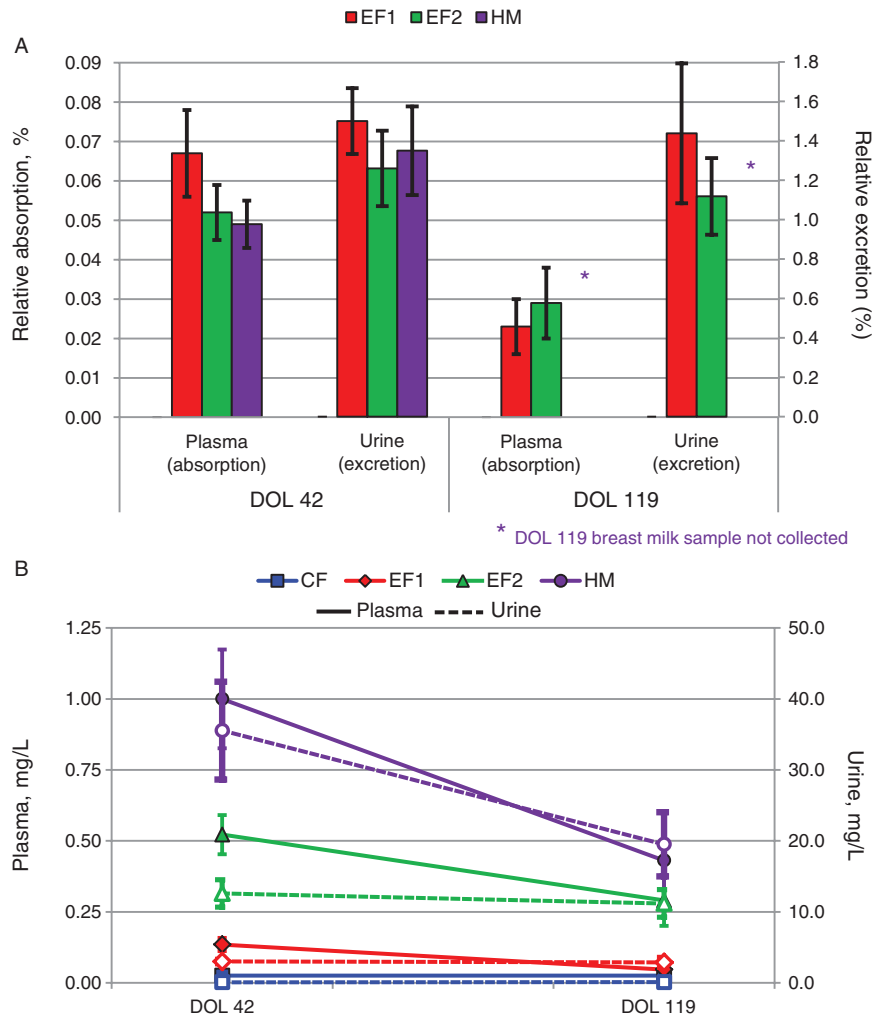 EF1 EF2 HM
A
0.09
0.08
0.07
0.06
0.05
0.04
0.03
0.02
0.01
0.00
Relative absorption, %
1.8
1.6
1.4
1.2
1.0
0.8
0.6
0.4
0.2
0.0
Relative excretion (%)
*
*
Plasma (absorption)
Urine (excretion)
Plasma (absorption)
Urine (excretion)
DOL 42
DOL 119
* DOL 119 breast milk sample not collected
B
CF EF1 EF2 HM
Plasma Urine
1.25
1.00
0.75
0.50
0.25
0.00
Plasma, mg/L
50.0
40.0
30.0
20.0
10.0
0.0
Urine, mg/L
DOL 42
DOL 119